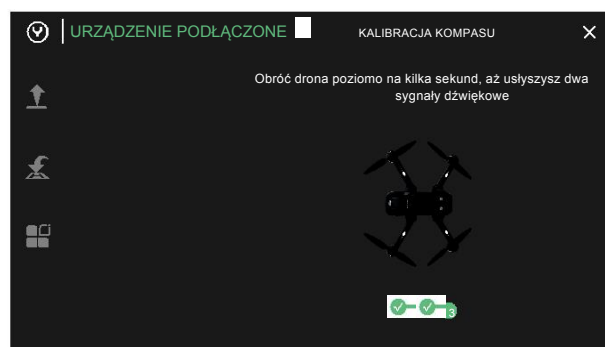 URZĄDZENIE PODŁĄCZONE
KALIBRACJA KOMPASU
Obróć drona poziomo na kilka sekund, aż usłyszysz dwa
sygnały dźwiękowe
3